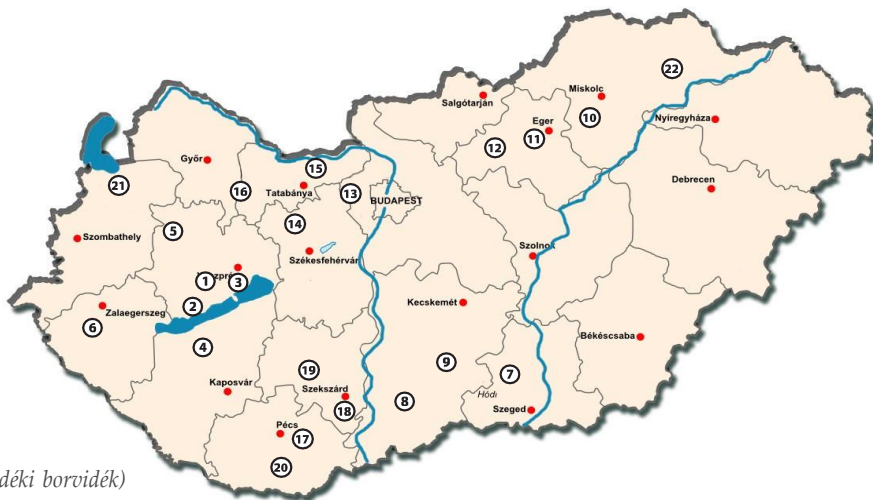 22
Miskolc
Salgótarján
10
Nyíregyháza
Eger
12
11
15
Győr
Debrecen
21
16
Tatabánya
13
BUDAPEST
14
5
Szombathely
Szolnok
Székesfehérvár
1
3
2
Kecskemét
Zalaegerszeg
6
Békéscsaba
4
9
19
7
Kaposvár
Szekszárd
Hódi
8
18
Szeged
Pécs
17
20
déki borvidék)